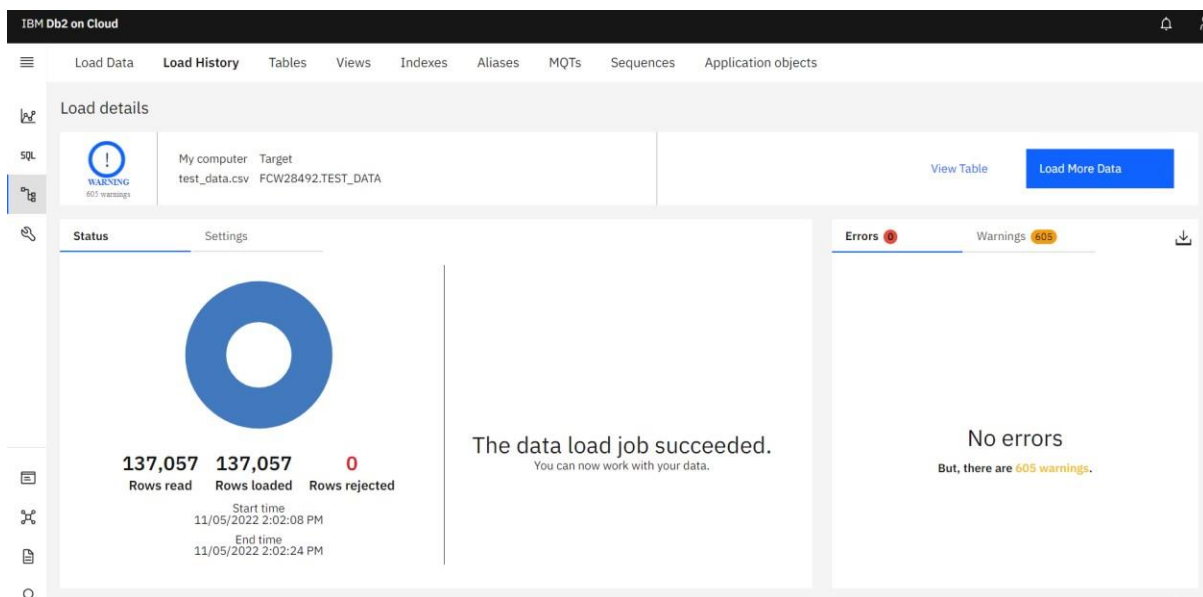 IBM Db2 on Cloud
Load Data Load History Tables Views Indexes Aliases MQTs Sequences Application objects
Load details
SQL
WARNING
605 warnings
My computer Target
test_data.csv FCW28492.TEST_DATA
View Table
Load More Data
Status Settings
Errors 0 Warnings 605
137,057 137,057 0
Rows read Rows loaded Rows rejected
Start time
11/05/2022 2:02:08 PM
End time
11/05/2022 2:02:24 PM
The data load job succeeded.
You can now work with your data.
No errors
But, there are 605 warnings.